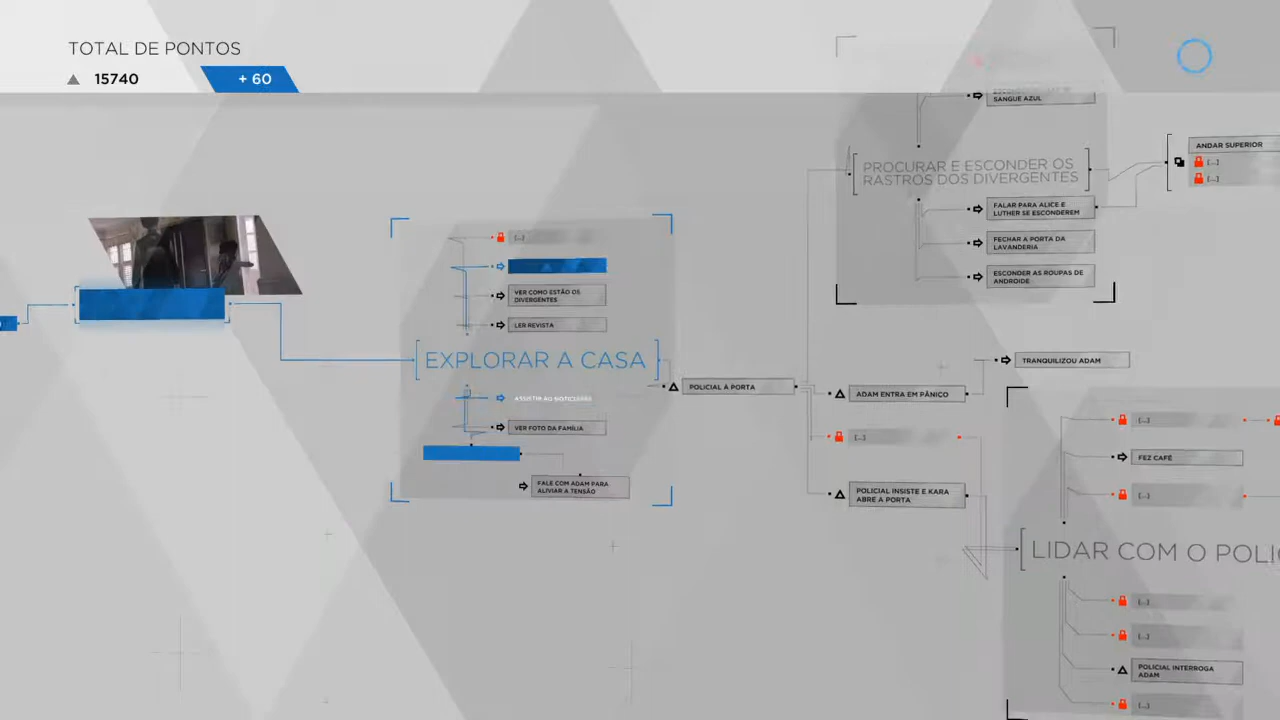 TOTAL DE PONTOS
15740
+ 60
SANGUE AZUL
PROCURAR E ESCONDER OS
RASTROS DOS DIVERGENTES
FALAR PARA ALICE E
LUTHER SE ESCONDEREM
FECHAR A PORTA DA
LAVANDERIA
ESCONDER AS ROUPAS DE
ANDROIDE
ANDAR SUPERIOR
[...]
[...]
[...]
VER COMO ESTÃO OS
DIVERGENTES
LER REVISTA
EXPLORAR A CASA
ASSISTIR AO NOTICIÁRIO
VER FOTO DA FAMÍLIA
FALE COM ADAM PARA
ALIVIAR A TENSÃO
POLICIAL À PORTA
ADAM ENTRA EM PÂNICO
TRANQUILIZOU ADAM
[...]
POLICIAL INSISTE E KARA
ABRE A PORTA
[...]
FEZ CAFÉ
[...]
LIDAR COM O POLIC
[...]
[...]
POLICIAL INTERROGA
ADAM
[...]